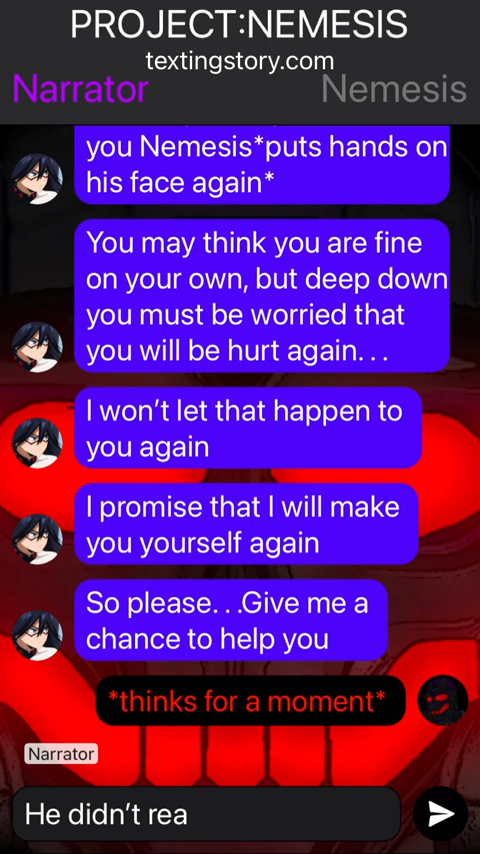 PROJECT:NEMESIS
textingstory.com
Narrator Nemesis
you Nemesis*puts hands on
his face again*
You may think you are fine
on your own, but deep down
you must be worried that
you will be hurt again...
I won't let that happen to
you again
I promise that I will make
you yourself again
So please...Give me a
chance to help you
*thinks for a moment*
Narrator
He didn't rea